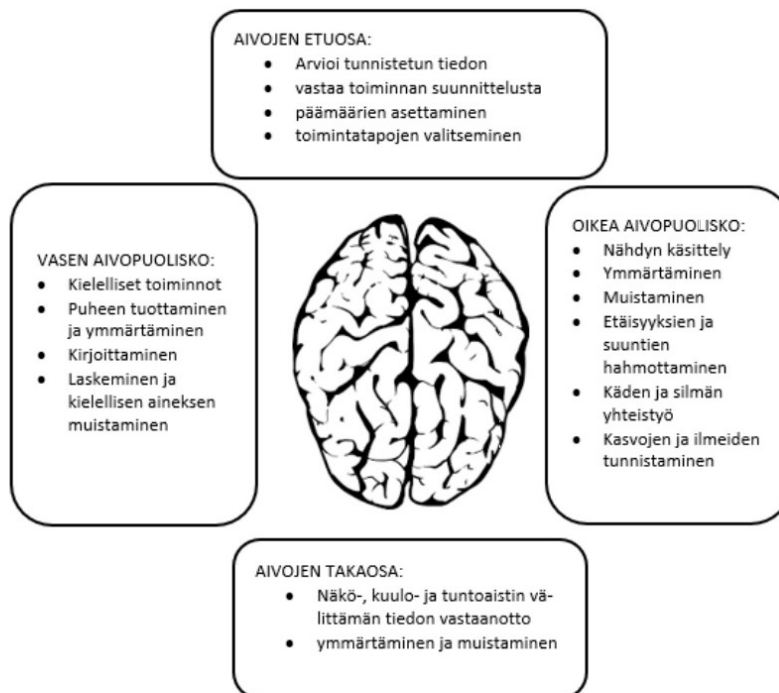 AIVOJEN ETUOSA:
• Arvioi tunnistetun tiedon
• vastaa toiminnan suunnittelusta
• päämäärien asettaminen
• toimintatapojen valitseminen
VASEN AIVOPUOLISKO:
• Kielelliset toiminnot
• Puheen tuottaminen
ja ymmärtäminen
• Kirjoittaminen
• Laskeminen ja
kielellisen aineksen
muistaminen
OIKEA AIVOPUOLISKO:
• Nähdyn käsittely
• Ymmärtäminen
• Muistaminen
• Etäisyyksien ja
suuntien
hahmottaminen
• Käden ja silmän
yhteistyö
• Kasvojen ja ilmeiden
tunnistaminen
AIVOJEN TAKAOSA:
• Näkö-, kuulo- ja tuntoaistin vä-
littämän tiedon vastaanotto
• ymmärtäminen ja muistaminen